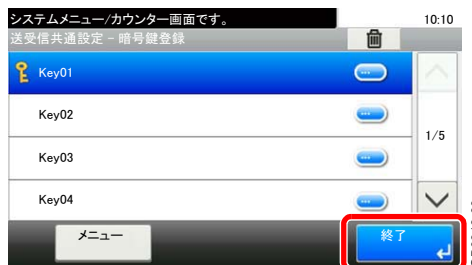 システムメニュー/カウンター画面です。
10:10
送受信共通設定 - 暗号鍵登録
Key01
Key02
1/5
Key03
Key04
メニュー
終了